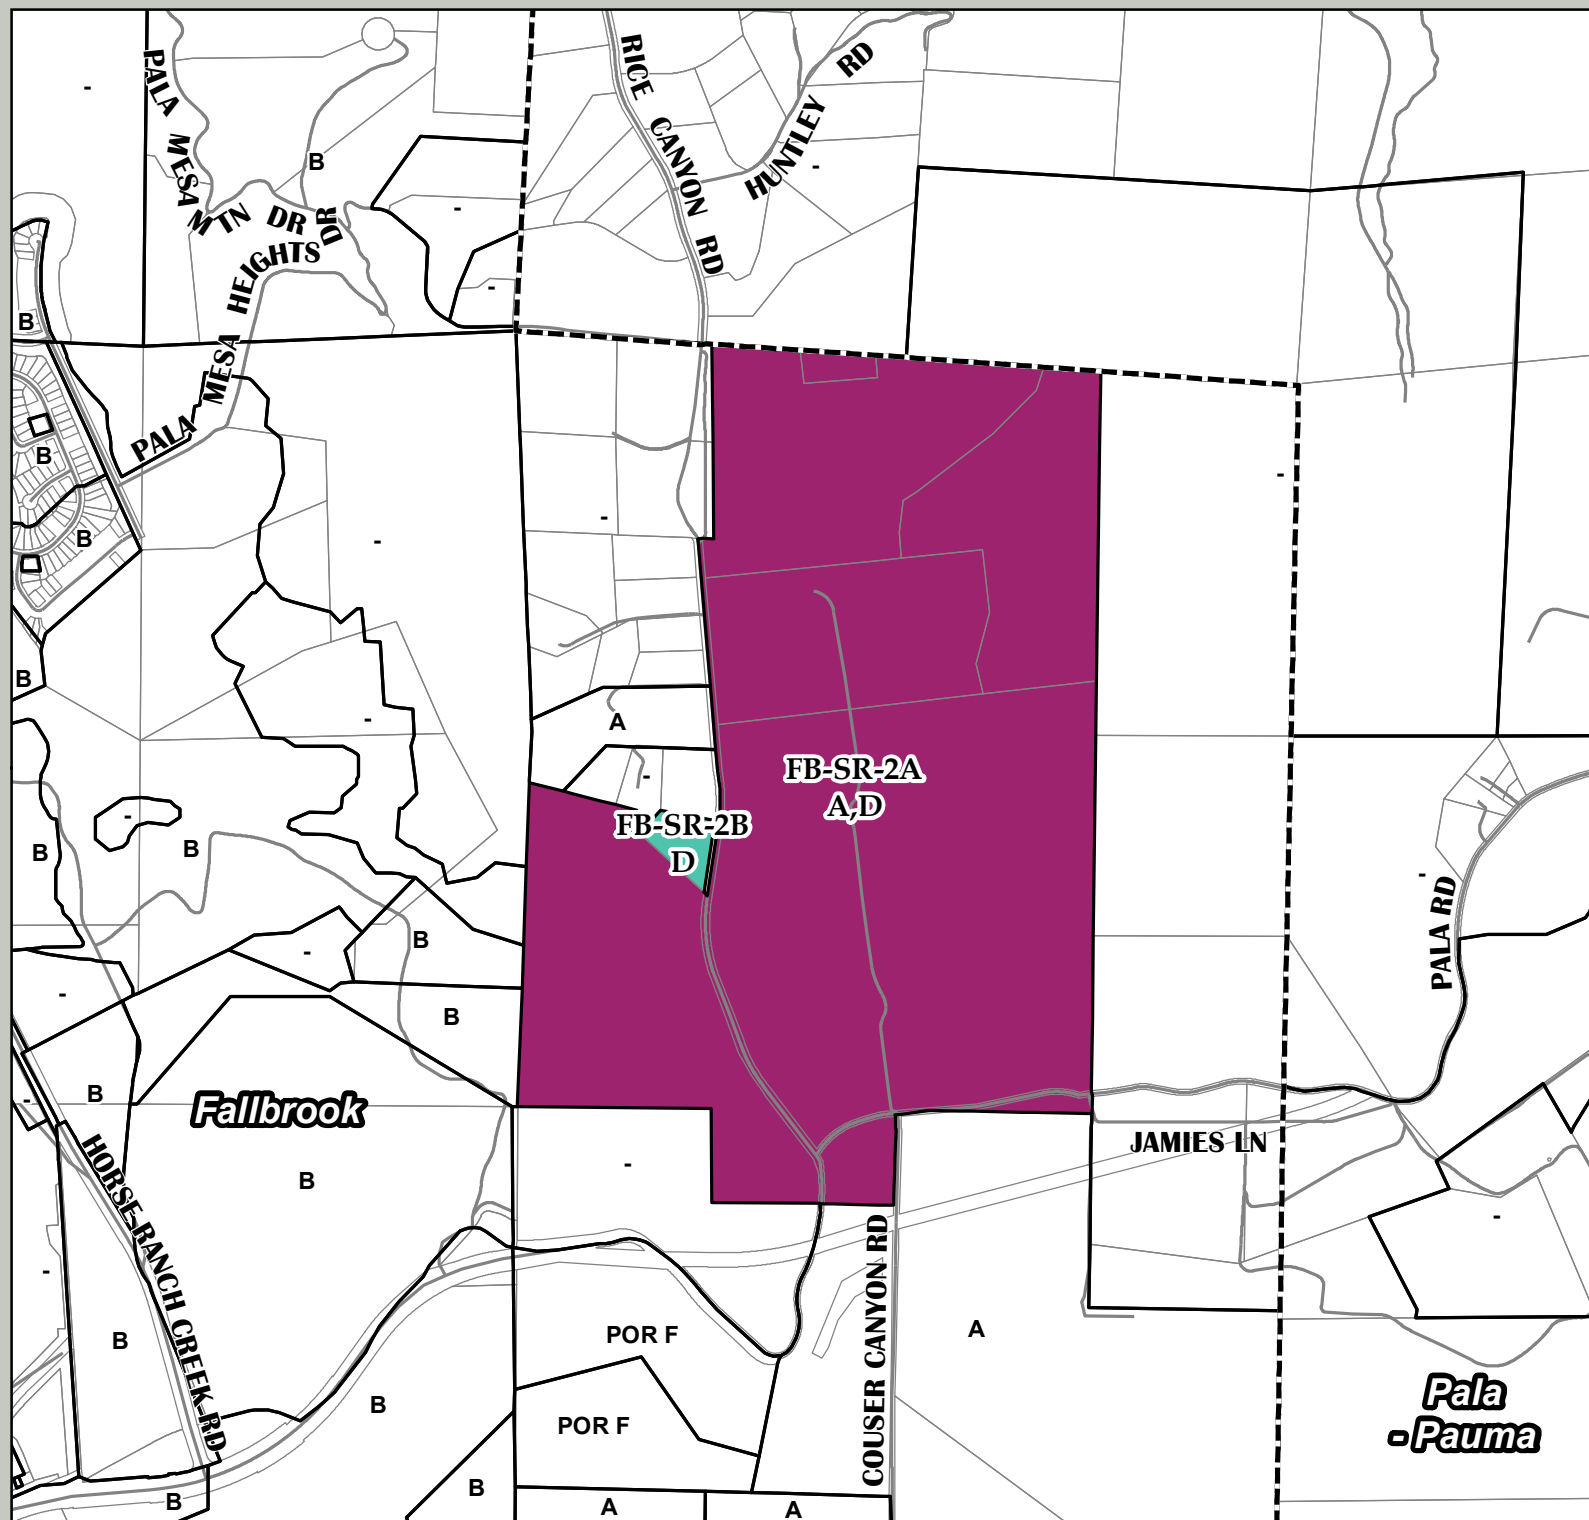 PALA MESA MTN DR
RICE CANYON RD
HUNTLEY RD
-
B
-
-
DR
-
PALA MESA HEIGHTS
B
B
B
-
-
-
B
-
A
-
FB-SR-2A
A,D
FB-SR-2B
D
-
B
B
-
PALA RD
B
-
-
B
B
-
Fallbrook
JAMIES LN
HORSE RANCH CREEK RD
B
-
-
-
COUSER CANYON RD
B
POR F
A
B
POR F
Pala
- Pauma
B
B
A
A